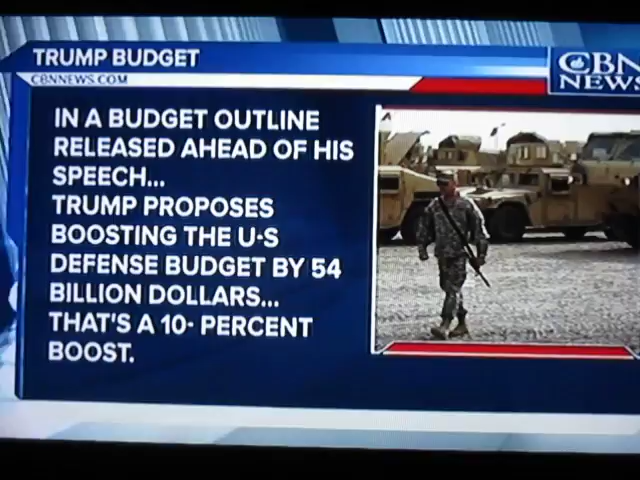 TRUMP BUDGET
CBNNEWS.COM
CBN
NEWS
IN A BUDGET OUTLINE
RELEASED AHEAD OF HIS
SPEECH...
TRUMP PROPOSES
BOOSTING THE U-S
DEFENSE BUDGET BY 54
BILLION DOLLARS...
THAT'S A 10- PERCENT
BOOST.